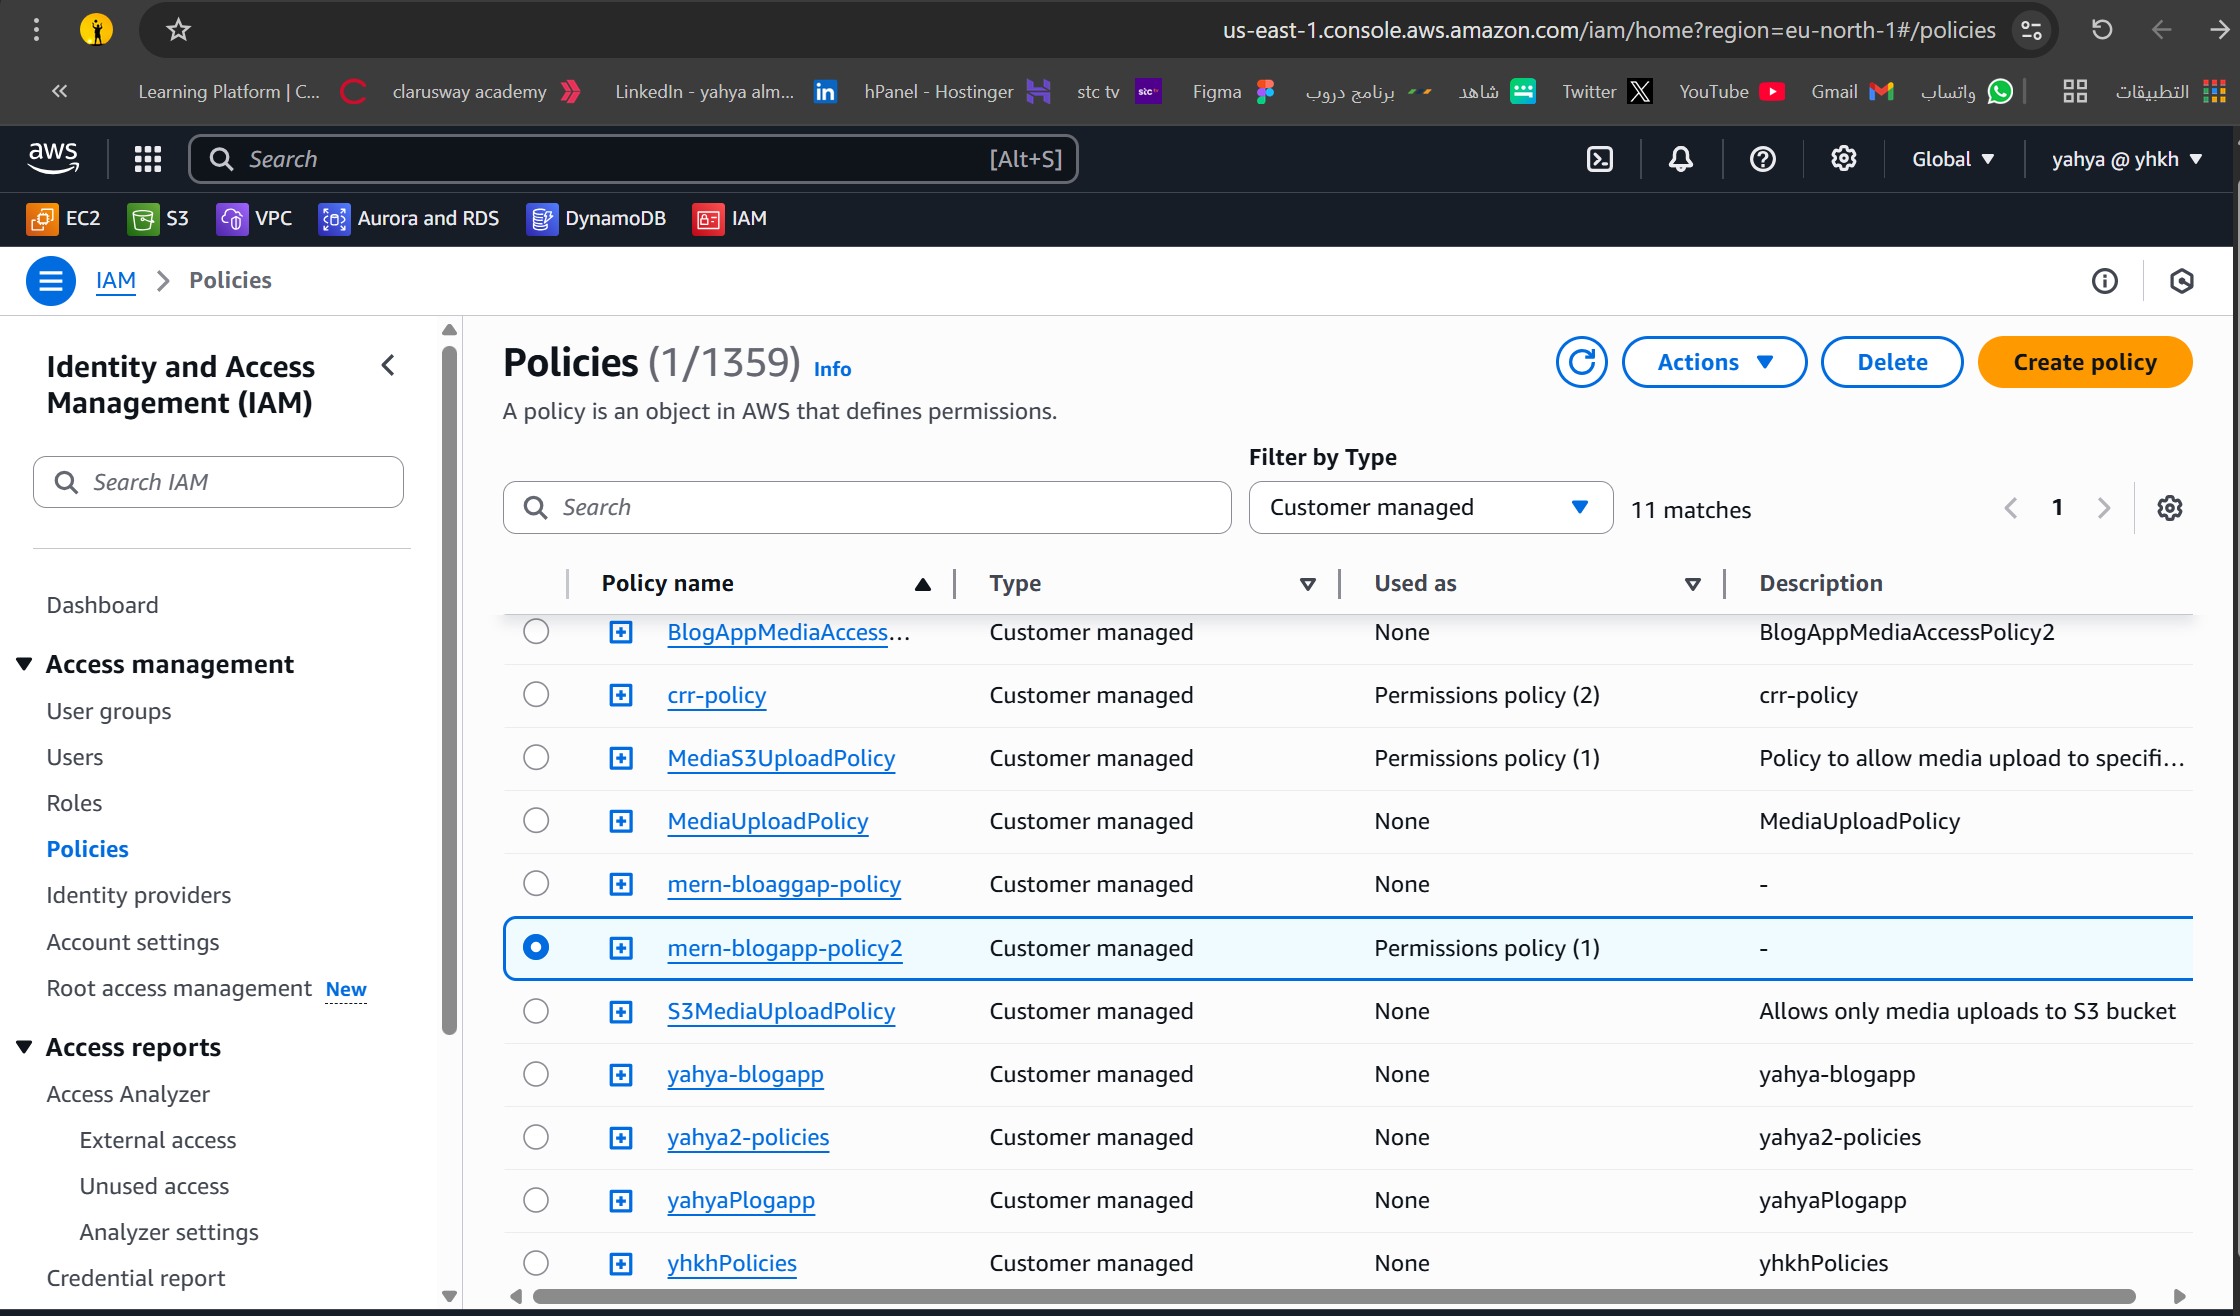 us-east-1.console.aws.amazon.com/iam/home?region=eu-north-1#/policies
Learning Platform | C... clarusway academy LinkedIn - yahya alm... in hPanel - Hostinger stc tv stc Figma برنامج دروب شاهد Twitter YouTube Gmail واتساب التطبيقات
aws Search [Alt+S] Global yahya @ yhkh
EC2 S3 VPC Aurora and RDS DynamoDB IAM
IAM Policies
Identity and Access Management (IAM)
Search IAM
Dashboard
Access management
User groups
Users
Roles
Policies
Identity providers
Account settings
Root access management New
Access reports
Access Analyzer
External access
Unused access
Analyzer settings
Credential report
Policies (1/1359) Info
Actions Delete Create policy
A policy is an object in AWS that defines permissions.
Filter by Type
Search Customer managed 11 matches 1
Policy name Type Used as Description
BlogAppMediaAccess... Customer managed None BlogAppMediaAccessPolicy2
crr-policy Customer managed Permissions policy (2) crr-policy
MediaS3UploadPolicy Customer managed Permissions policy (1) Policy to allow media upload to specifi...
MediaUploadPolicy Customer managed None MediaUploadPolicy
mern-bloaggap-policy Customer managed None -
mern-blogapp-policy2 Customer managed Permissions policy (1) -
S3MediaUploadPolicy Customer managed None Allows only media uploads to S3 bucket
yahya-blogapp Customer managed None yahya-blogapp
yahya2-policies Customer managed None yahya2-policies
yahyaPlogapp Customer managed None yahyaPlogapp
yhkhPolicies Customer managed None yhkhPolicies